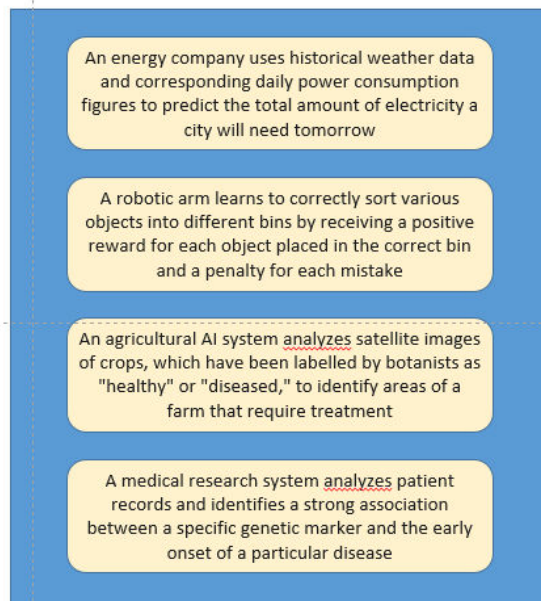 An energy company uses historical weather data
and corresponding daily power consumption
figures to predict the total amount of electricity a
city will need tomorrow
A robotic arm learns to correctly sort various
objects into different bins by receiving a positive
reward for each object placed in the correct bin
and a penalty for each mistake
An agricultural AI system analyzes satellite images
of crops, which have been labelled by botanists as
"healthy" or "diseased," to identify areas of a
farm that require treatment
A medical research system analyzes patient
records and identifies a strong association
between a specific genetic marker and the early
onset of a particular disease